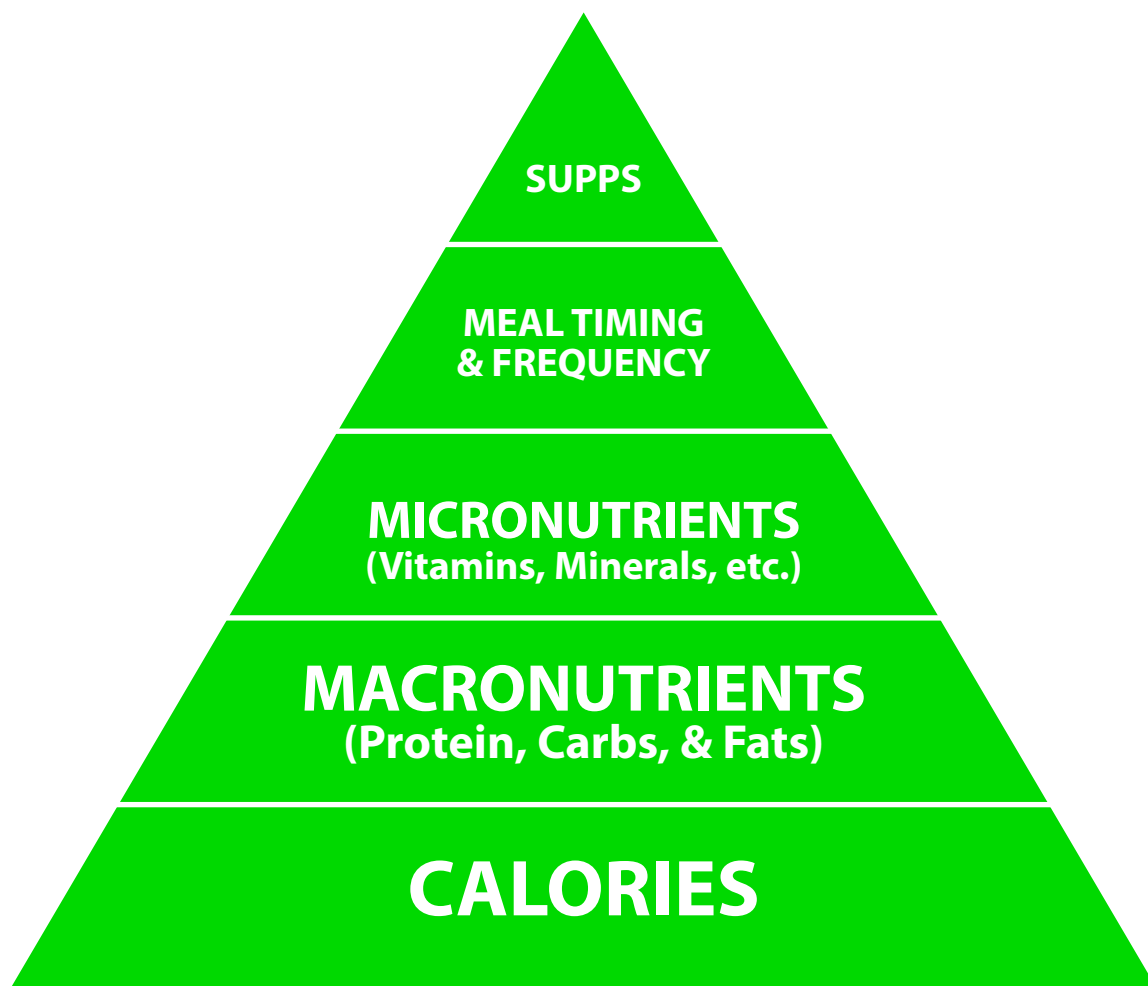 SUPPS
MEAL TIMING
& FREQUENCY
MICRONUTRIENTS
(Vitamins, Minerals, etc.)
MACRONUTRIENTS
(Protein, Carbs, & Fats)
CALORIES